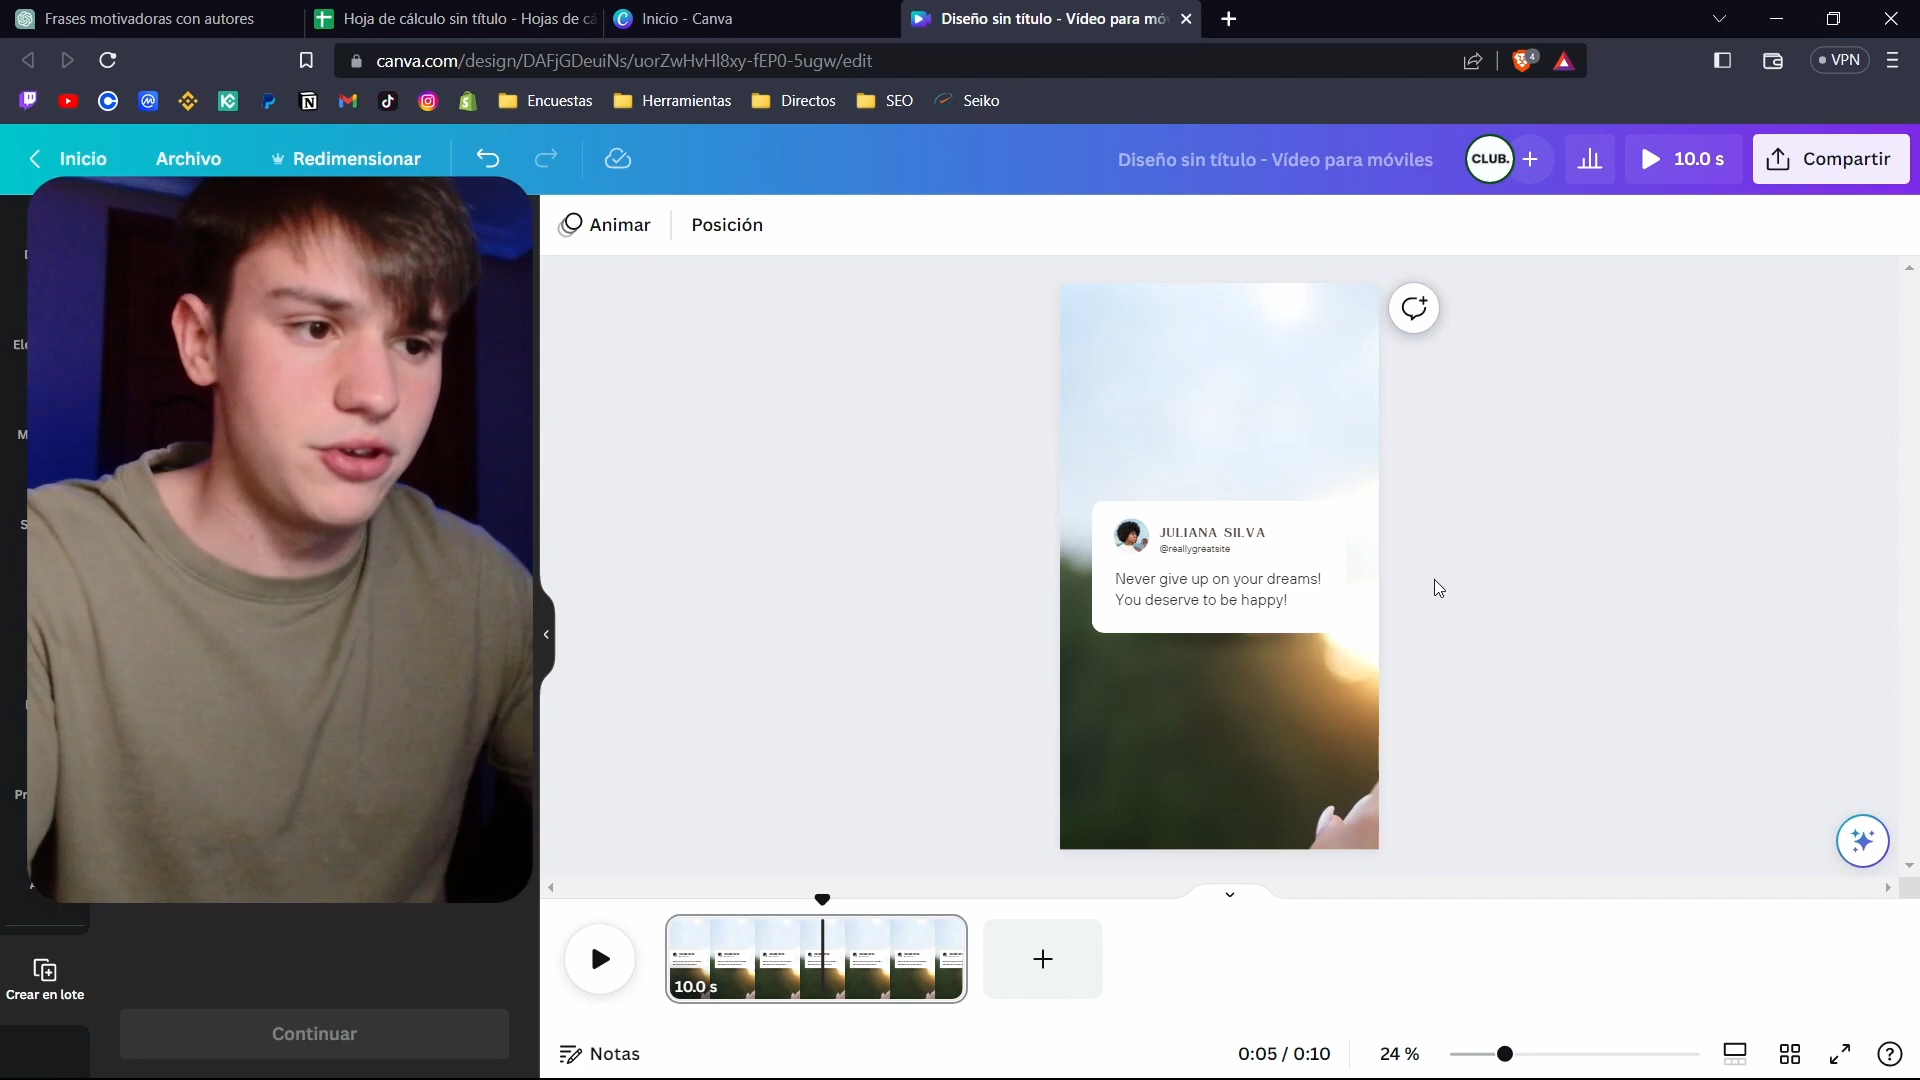 Frases motivadoras con autores
Hoja de cálculo sin título - Hojas de cá
Inicio - Canva
Diseño sin título - Vídeo para mó
canva.com/design/DAFjGDeuiNs/uorZwHvHl8xy-fEP0-5ugw/edit
4
VPN
Encuestas
Herramientas
Directos
SEO
Seiko
Inicio
Archivo
Redimensionar
Diseño sin título - Vídeo para móviles
CLUB.
10.0 s
Compartir
Animar
Posición
JULIANA SILVA
@reallygreatsite
Never give up on your dreams!
You deserve to be happy!
10.0 s
Crear en lote
Continuar
Notas
0:05 / 0:10
24 %